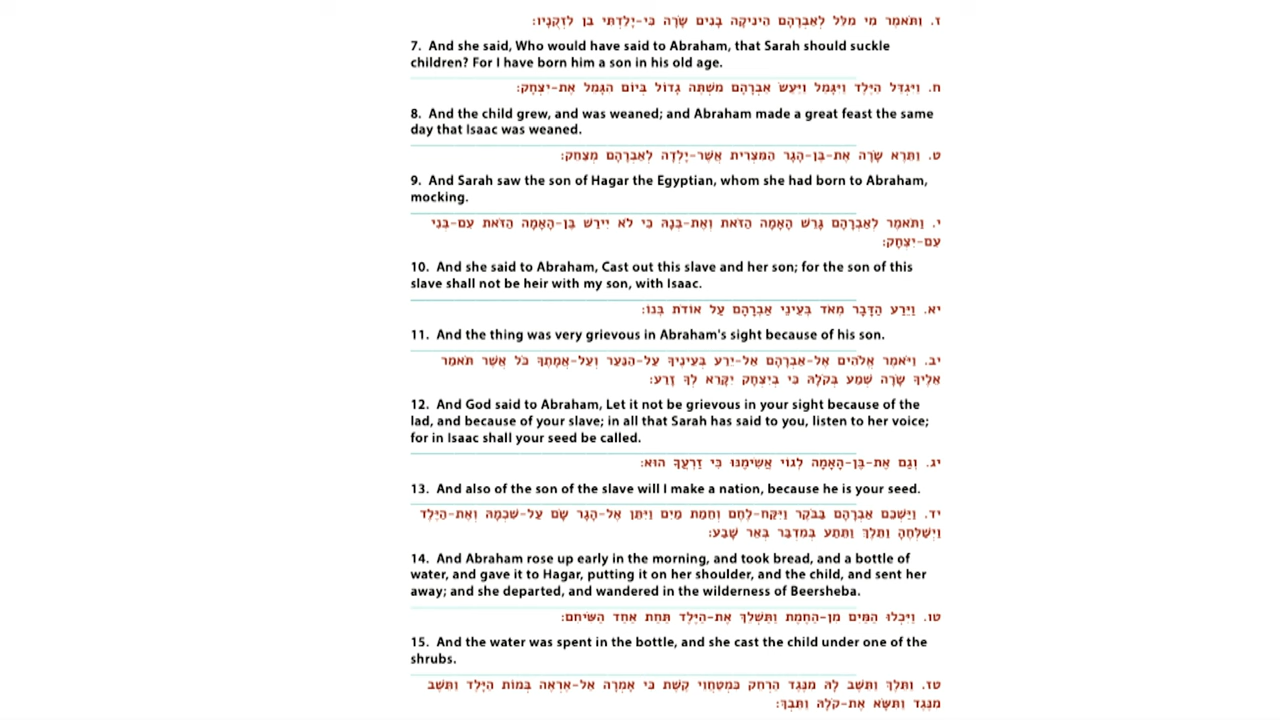 ז. וַתֹּאמֶר מִי מִלֵּל לְאַבְרָהָם הֵינִיקָה בָנִים שָׂרָה כִּי-יָלַדְתִּי בֵן לִזְקֻנָיו:
7. And she said, Who would have said to Abraham, that Sarah should suckle
children? For I have born him a son in his old age.
ח. וַיִּגְדַּל הַיֶּלֶד וַיִּגָּמַל וַיַּעַשׂ אַבְרָהָם מִשְׁתֶּה גָדוֹל בְּיוֹם הִגָּמֵל אֶת-יִצְחָק:
8. And the child grew, and was weaned; and Abraham made a great feast the same
day that Isaac was weaned.
ט. וַתֵּרֶא שָׂרָה אֶת-בֶּן-הָגָר הַמִּצְרִית אֲשֶׁר-יָלְדָה לְאַבְרָהָם מְצַחֵק:
9. And Sarah saw the son of Hagar the Egyptian, whom she had born to Abraham,
mocking.
י. וַתֹּאמֶר לְאַבְרָהָם גָּרֵשׁ הָאָמָה הַזֹּאת וְאֶת-בְּנָהּ כִּי לֹא יִירַשׁ בֶּן-הָאָמָה הַזֹּאת עִם-בְּנִי
עִם-יִצְחָק:
10. And she said to Abraham, Cast out this slave and her son; for the son of this
slave shall not be heir with my son, with Isaac.
יא. וַיֵּרַע הַדָּבָר מְאֹד בְּעֵינֵי אַבְרָהָם עַל אוֹדֹת בְּנוֹ:
11. And the thing was very grievous in Abraham's sight because of his son.
יב. וַיֹּאמֶר אֱלֹהִים אֶל-אַבְרָהָם אַל-יֵרַע בְּעֵינֶיךָ עַל-הַנַּעַר וְעַל-אֲמָתֶךָ כֹּל אֲשֶׁר תֹּאמַר
אֵלֶיךָ שָׂרָה שְׁמַע בְּקֹלָהּ כִּי בְיִצְחָק יִקָּרֵא לְךָ זָרַע:
12. And God said to Abraham, Let it not be grievous in your sight because of the
lad, and because of your slave; in all that Sarah has said to you, listen to her voice;
for in Isaac shall your seed be called.
יג. וְגַם אֶת-בֶּן-הָאָמָה לְגוֹי אֲשִׂימֶנּוּ כִּי זַרְעֲךָ הוּא:
13. And also of the son of the slave will I make a nation, because he is your seed.
יד. וַיַּשְׁכֵּם אַבְרָהָם בַּבֹּקֶר וַיִּקַּח-לֶחֶם וְחֵמַת מַיִם וַיִּתֵּן אֶל-הָגָר שָׂם עַל-שִׁכְמָהּ וְאֶת-הַיֶּלֶד
וַיְשַׁלְּחֶהָ וַתֵּלֶךְ וַתֵּתַע בְּמִדְבַּר בְּאֵר שָׁבַע:
14. And Abraham rose up early in the morning, and took bread, and a bottle of
water, and gave it to Hagar, putting it on her shoulder, and the child, and sent her
away; and she departed, and wandered in the wilderness of Beersheba.
טו. וַיִּכְלוּ הַמַּיִם מִן-הַחֵמֶת וַתַּשְׁלֵךְ אֶת-הַיֶּלֶד תַּחַת אַחַד הַשִּׂיחִם:
15. And the water was spent in the bottle, and she cast the child under one of the
shrubs.
טז. וַתֵּלֶךְ וַתֵּשֶׁב לָהּ מִנֶּגֶד הַרְחֵק כִּמְטַחֲוֵי קֶשֶׁת כִּי אָמְרָה אַל-אֶרְאֶה בְּמוֹת הַיָּלֶד וַתֵּשֶׁב
מִנֶּגֶד וַתִּשָּׂא אֶת-קֹלָהּ וַתֵּבְךְּ: